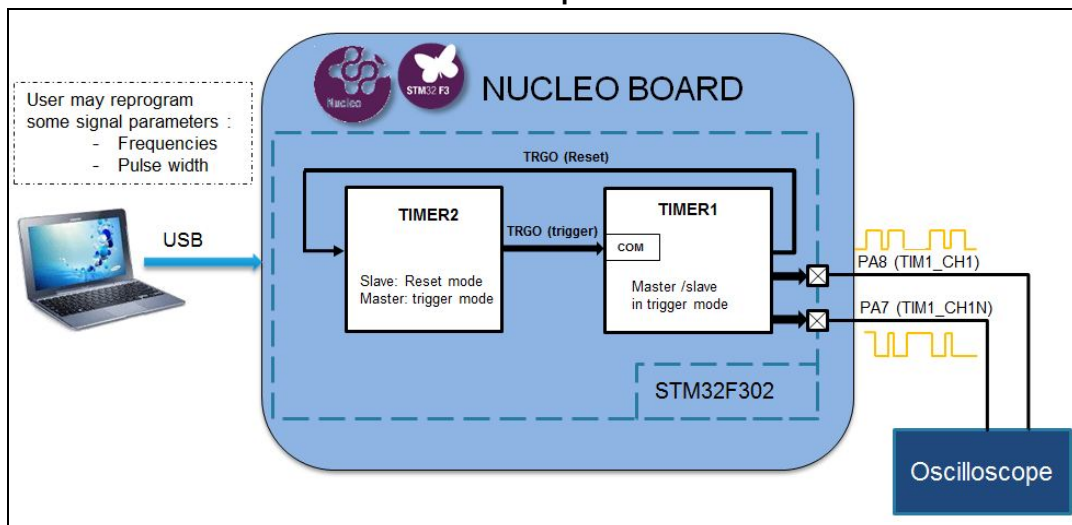 User may reprogram
some signal parameters :
- Frequencies
- Pulse width
USB
Nucleo
STM32 F3
NUCLEO BOARD
TRGO (Reset)
TIMER2
Slave: Reset mode
Master: trigger mode
TRGO (trigger)
TIMER1
COM
Master /slave
in trigger mode
PA8 (TIM1_CH1)
PA7 (TIM1_CH1N)
STM32F302
Oscilloscope